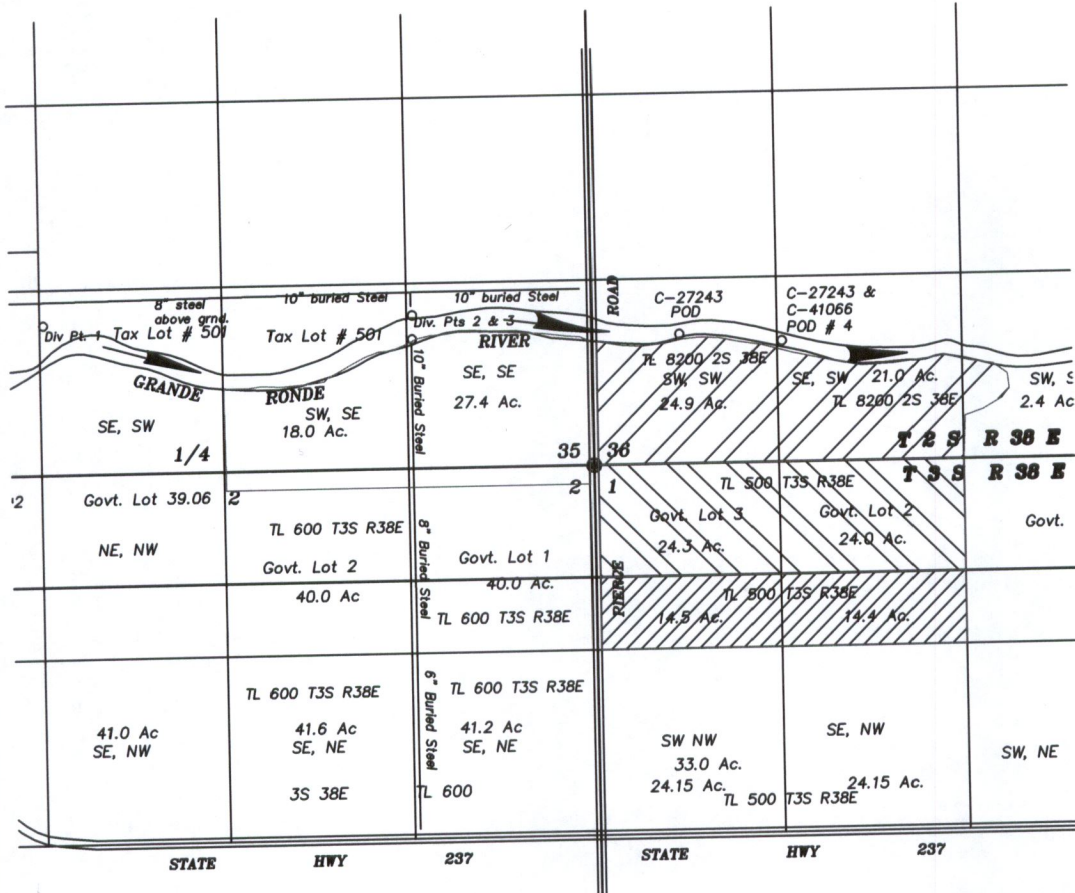 8" steel
above grnd.
10" buried Steel
10" buried Steel
ROAD
C-27243
POD
C-27243 &
C-41066
POD # 4
Div Pt. 1
Tax Lot # 501
Tax Lot # 501
Div. Pts 2 & 3
RIVER
GRANDE
RONDE
10" Buried Steel
SE, SW
SW, SE
18.0 Ac.
SE, SE
27.4 Ac.
TL 8200 2S 38E
SW, SW
24.9 Ac.
SE, SW
21.0 Ac.
TL 8200 2S 38E
SW, S
2.4 Ac
1/4
35
36
T 2 S R 38 E
2
1
T 3 S R 38 E
2
Govt. Lot 39.06
2
NE, NW
TL 600 T3S R38E
Govt. Lot 2
40.0 Ac
8" Buried Steel
Govt. Lot 1
40.0 Ac.
TL 600 T3S R38E
TL 500 T3S R38E
Govt. Lot 3
24.3 Ac.
Govt. Lot 2
24.0 Ac.
Govt.
PIERCE
TL 500 T3S R38E
14.5 Ac.
14.4 Ac.
TL 600 T3S R38E
41.0 Ac
SE, NW
41.6 Ac
SE, NE
6" Buried Steel
TL 600 T3S R38E
41.2 Ac
SE, NE
SW NW
33.0 Ac.
24.15 Ac.
SE, NW
24.15 Ac.
TL 500 T3S R38E
SW, NE
3S 38E
TL 600
STATE HWY 237
STATE HWY 237